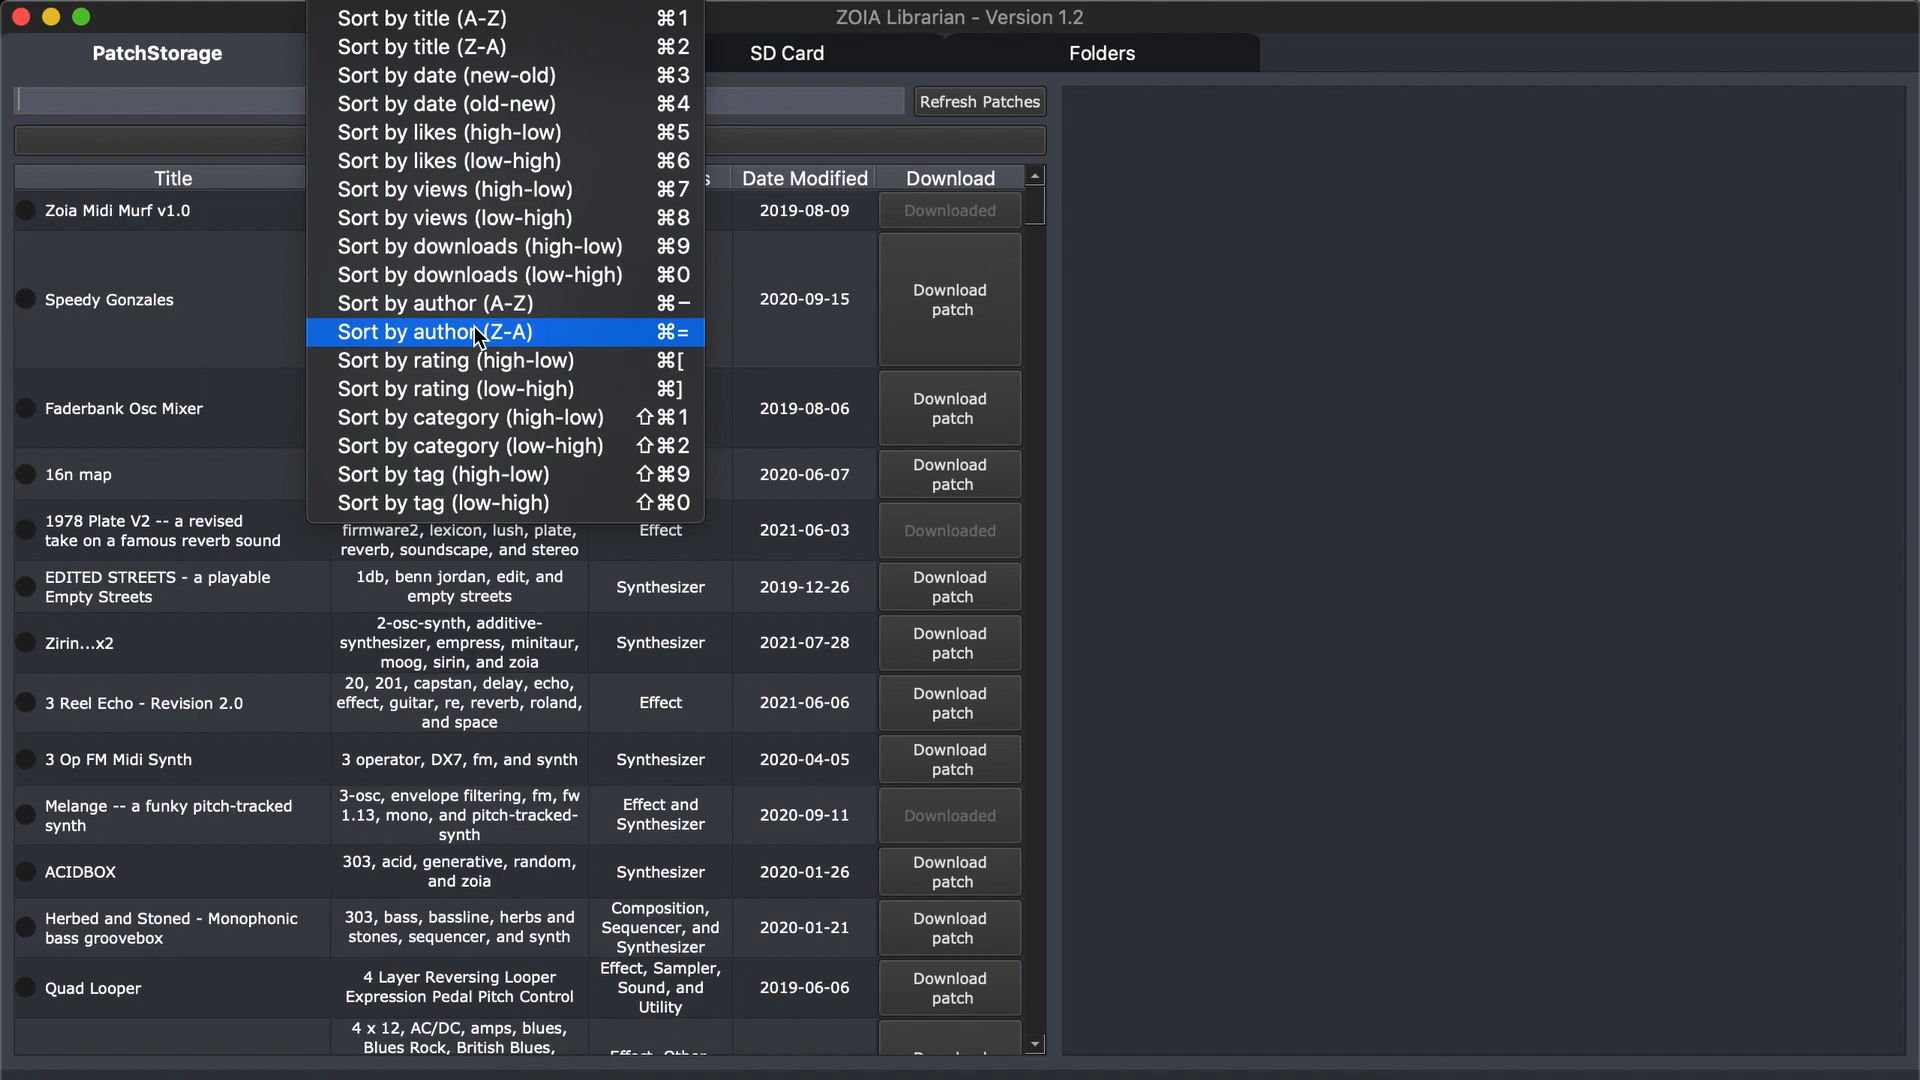 ZOIA Librarian - Version 1.2
PatchStorage
SD Card
Folders
Refresh Patches
Sort by title (A-Z) ⌘1
Sort by title (Z-A) ⌘2
Sort by date (new-old) ⌘3
Sort by date (old-new) ⌘4
Sort by likes (high-low) ⌘5
Sort by likes (low-high) ⌘6
Sort by views (high-low) ⌘7
Sort by views (low-high) ⌘8
Sort by downloads (high-low) ⌘9
Sort by downloads (low-high) ⌘0
Sort by author (A-Z) ⌘-
Sort by author (Z-A) ⌘=
Sort by rating (high-low) ⌘[
Sort by rating (low-high) ⌘]
Sort by category (high-low) ⇧⌘1
Sort by category (low-high) ⇧⌘2
Sort by tag (high-low) ⇧⌘9
Sort by tag (low-high) ⇧⌘0
Title
Date Modified
Download
Zoia Midi Murf v1.0
2019-08-09
Downloaded
Speedy Gonzales
2020-09-15
Download
patch
Faderbank Osc Mixer
2019-08-06
Download
patch
16n map
2020-06-07
Download
patch
1978 Plate V2 -- a revised
take on a famous reverb sound
firmware2, lexicon, lush, plate,
reverb, soundscape, and stereo
Effect
2021-06-03
Downloaded
EDITED STREETS - a playable
Empty Streets
1db, benn jordan, edit, and
empty streets
Synthesizer
2019-12-26
Download
patch
Zirin...x2
2-osc-synth, additive-
synthesizer, empress, minitaur,
moog, sirin, and zoia
Synthesizer
2021-07-28
Download
patch
3 Reel Echo - Revision 2.0
20, 201, capstan, delay, echo,
effect, guitar, re, reverb, roland,
and space
Effect
2021-06-06
Download
patch
3 Op FM Midi Synth
3 operator, DX7, fm, and synth
Synthesizer
2020-04-05
Download
patch
Melange -- a funky pitch-tracked
synth
3-osc, envelope filtering, fm, fw
1.13, mono, and pitch-tracked-
synth
Effect and
Synthesizer
2020-09-11
Downloaded
ACIDBOX
303, acid, generative, random,
and zoia
Synthesizer
2020-01-26
Download
patch
Herbed and Stoned - Monophonic
bass groovebox
303, bass, bassline, herbs and
stones, sequencer, and synth
Composition,
Sequencer, and
Synthesizer
2020-01-21
Download
patch
Quad Looper
4 Layer Reversing Looper
Expression Pedal Pitch Control
Effect, Sampler,
Sound, and
Utility
2019-06-06
Download
patch
4 x 12, AC/DC, amps, blues,
Blues Rock, British Blues,